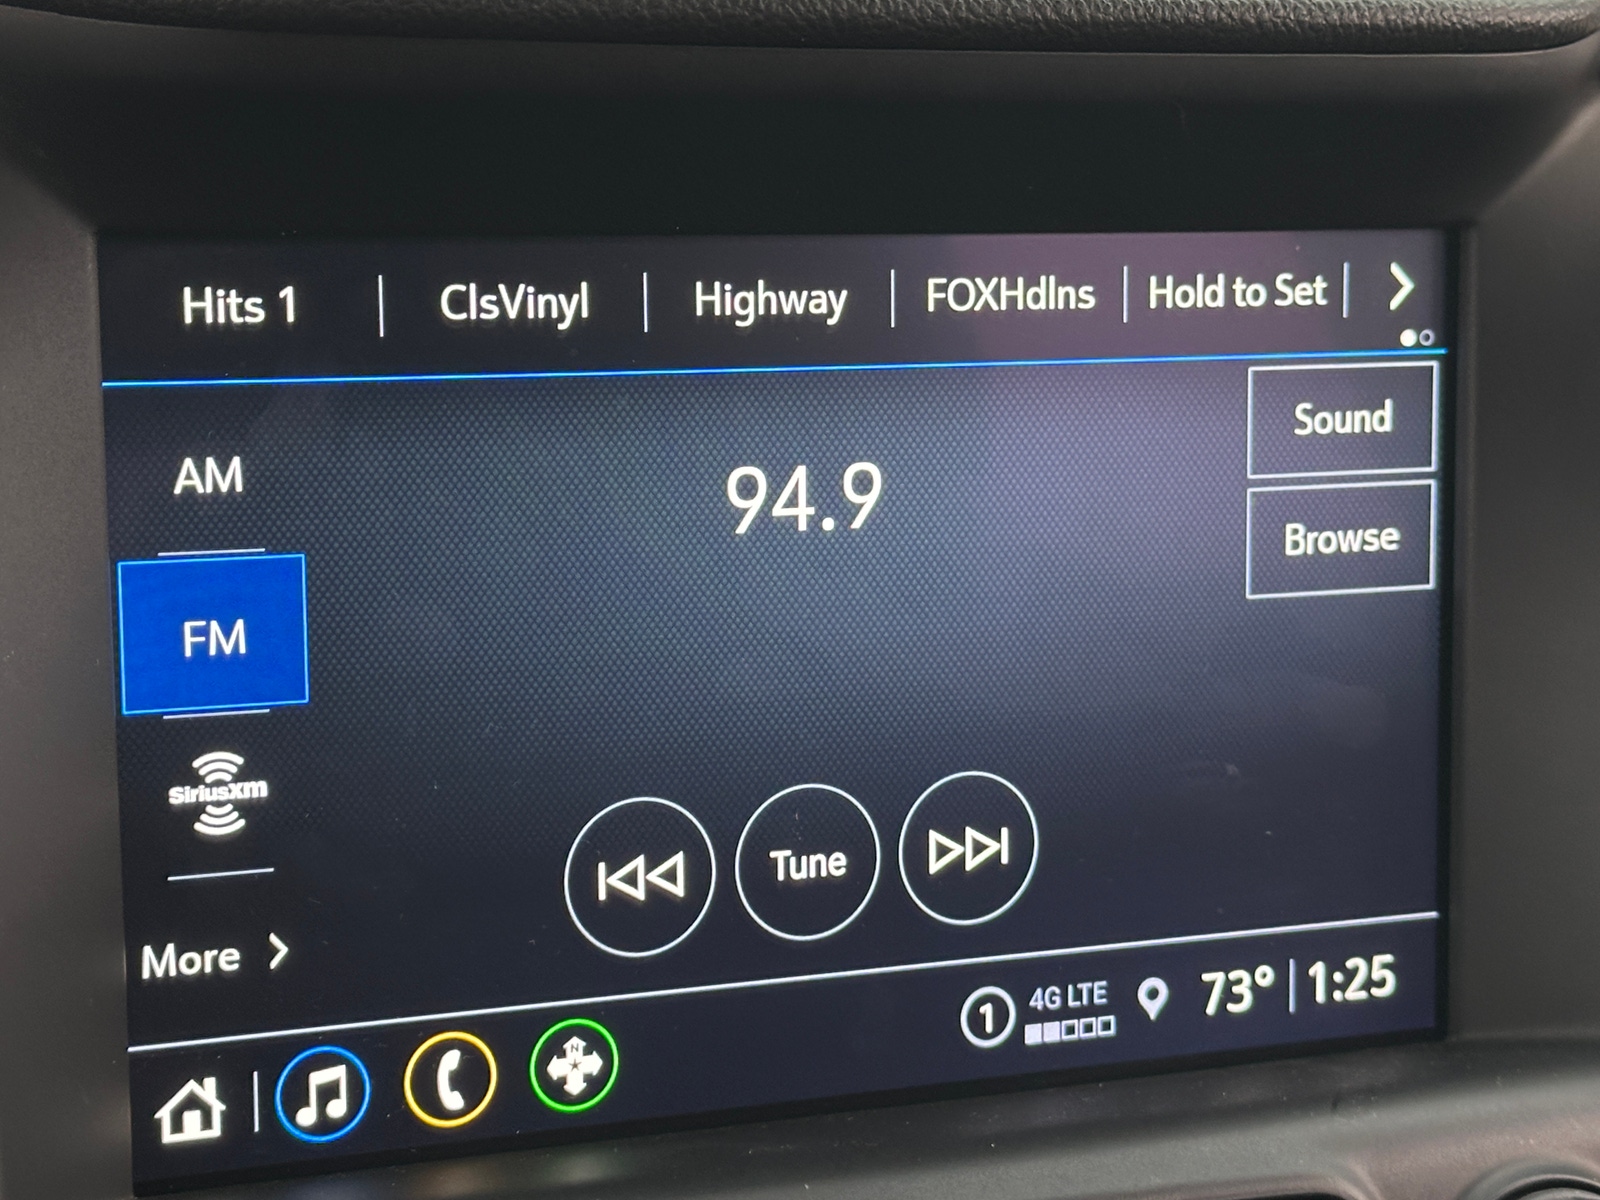 Hits 1 ClsVinyl Highway FOXHdlns Hold to Set
Sound
AM
94.9
Browse
FM
SiriusXM
Tune
More
1 4G LTE 73° 1:25
N